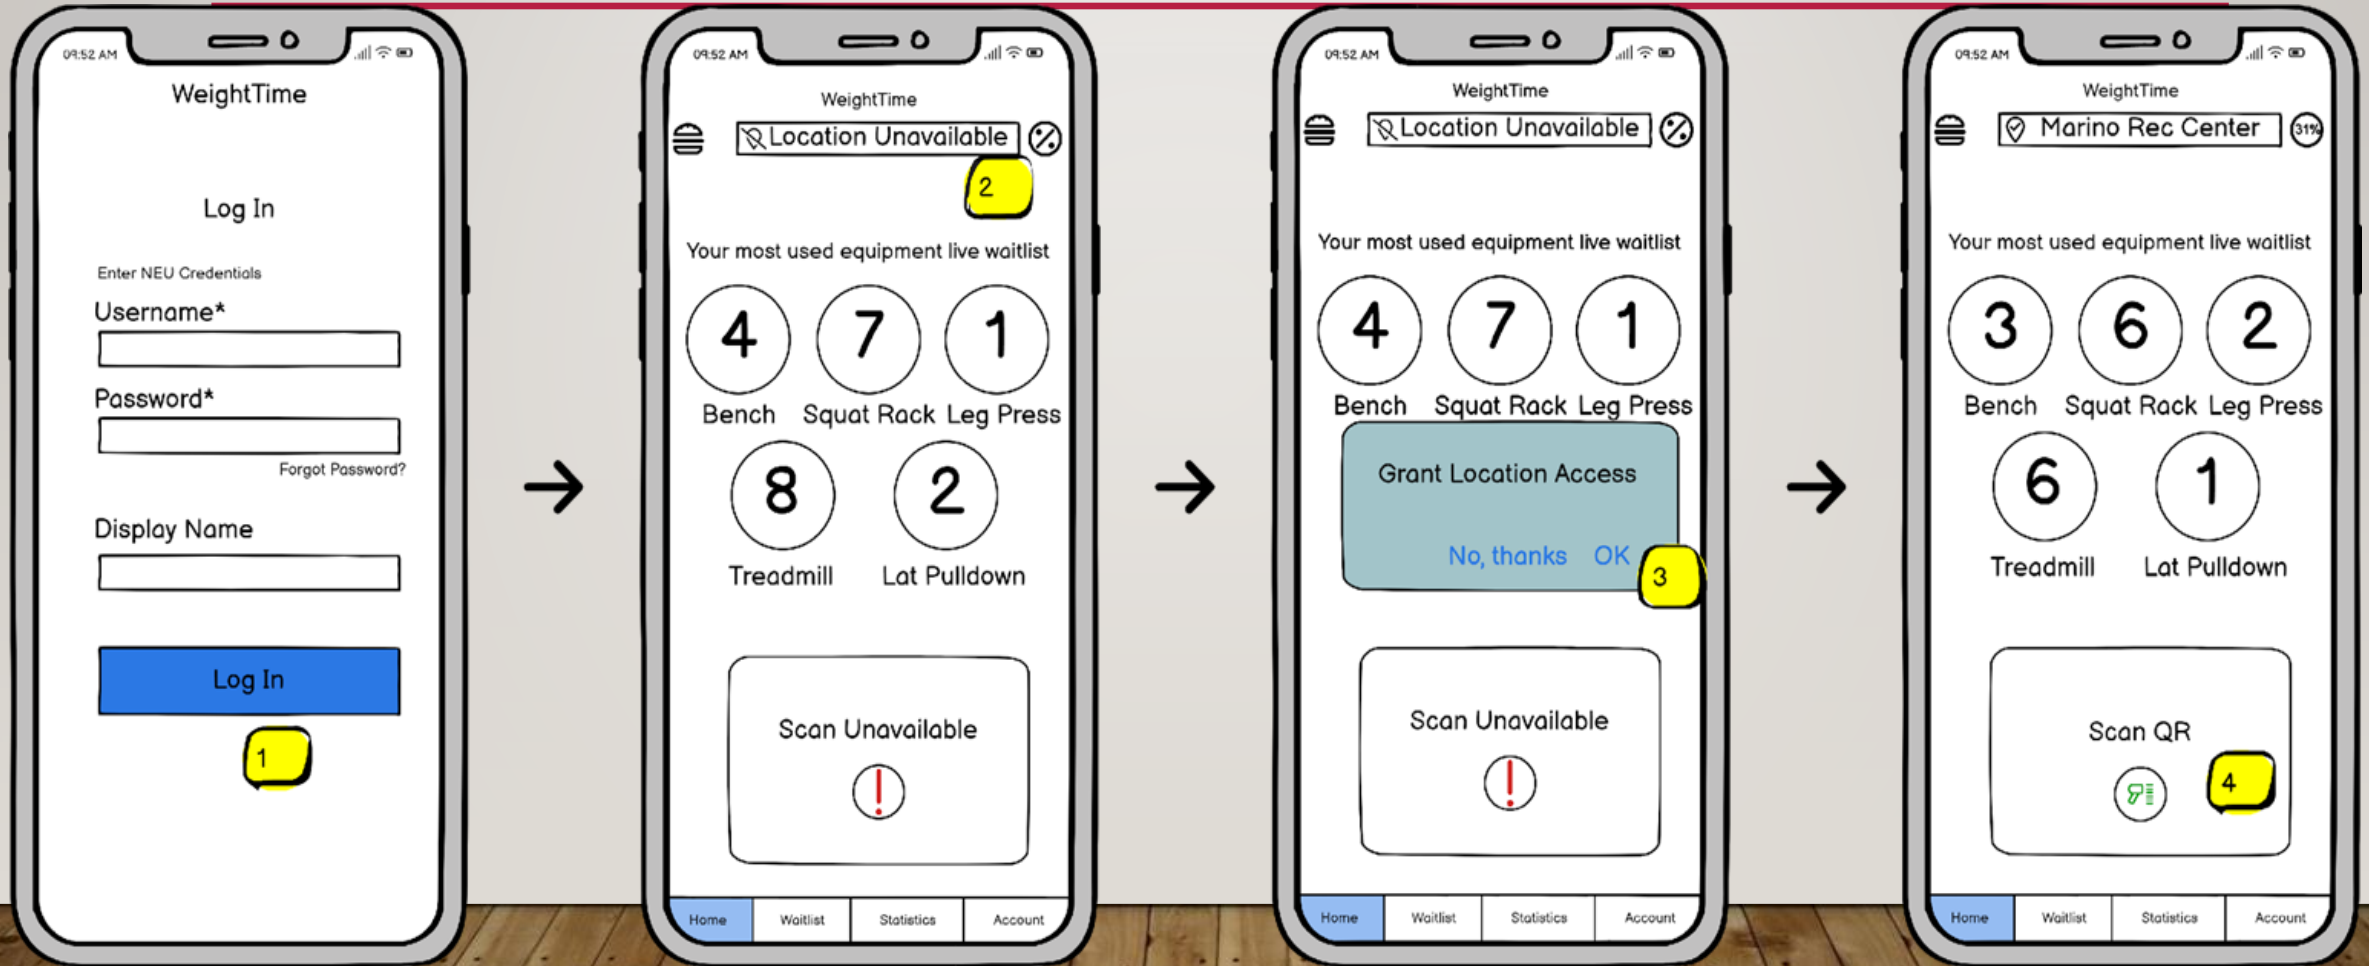 09:52 AM
WeightTime
Log In
Enter NEU Credentials
Username*
Password*
Forgot Password?
Display Name
Log In
1
09:52 AM
WeightTime
Location Unavailable
2
Your most used equipment live waitlist
4 7 1
Bench Squat Rack Leg Press
8 2
Treadmill Lat Pulldown
Scan Unavailable
!
Home Waitlist Statistics Account
09:52 AM
WeightTime
Location Unavailable
Your most used equipment live waitlist
4 7 1
Bench Squat Rack Leg Press
Grant Location Access
No, thanks OK
3
Scan Unavailable
!
Home Waitlist Statistics Account
09:52 AM
WeightTime
Marino Rec Center 31%
Your most used equipment live waitlist
3 6 2
Bench Squat Rack Leg Press
6 1
Treadmill Lat Pulldown
Scan QR
4
Home Waitlist Statistics Account